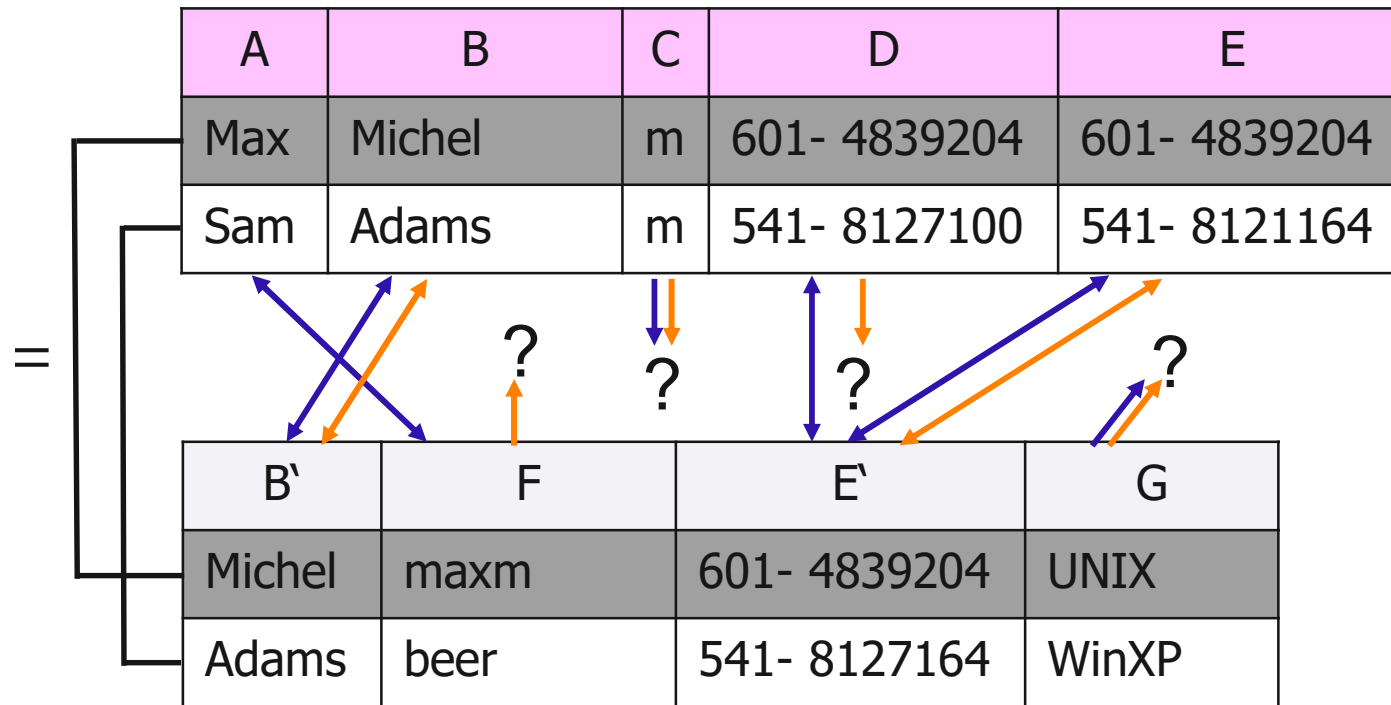 A B C D E
Max Michel m 601- 4839204 601- 4839204
Sam Adams m 541- 8127100 541- 8121164
=
? ? ? ?
B‘ F E‘ G
Michel maxm 601- 4839204 UNIX
Adams beer 541- 8127164 WinXP